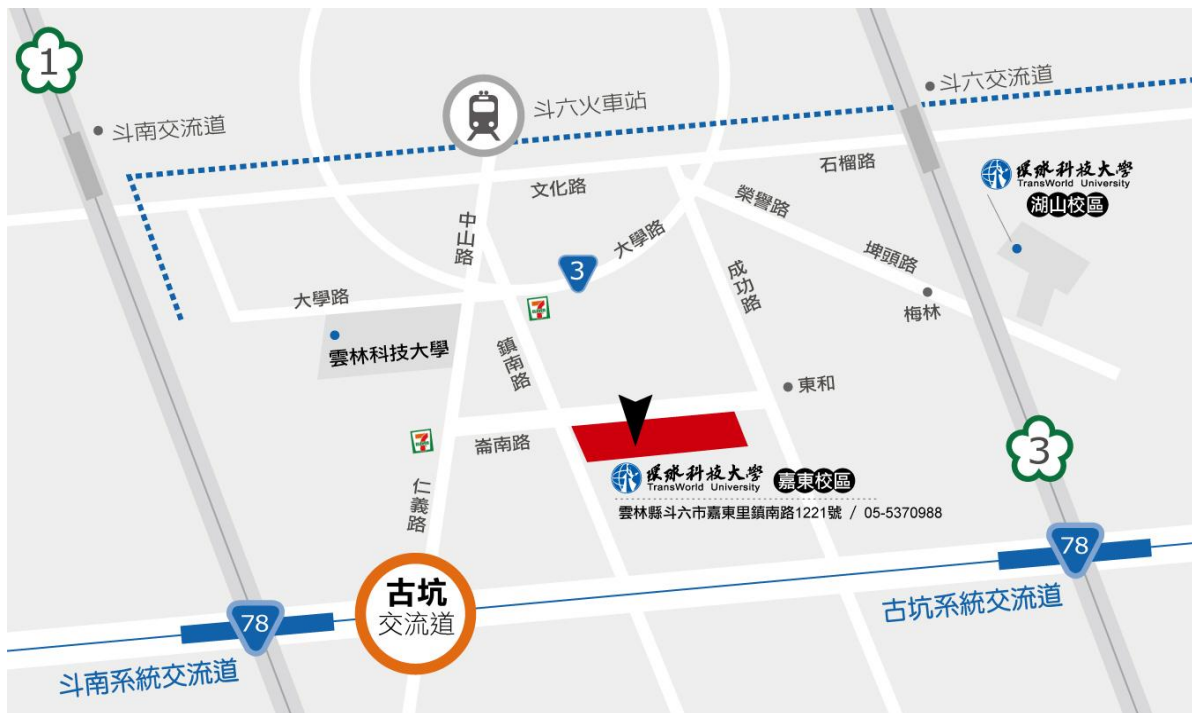 1
斗南交流道
斗六火車站
斗六交流道
石榴路
環球科技大學
TransWorld University
湖山校區
文化路
榮譽路
中山路
大學路
3
埤頭路
成功路
大學路
梅林
7
ELEVEN
雲林科技大學
鎮南路
東和
7
ELEVEN
崙南路
3
環球科技大學
TransWorld University
嘉東校區
仁義路
雲林縣斗六市嘉東里鎮南路1221號 / 05-5370988
78
古坑
交流道
古坑系統交流道
78
斗南系統交流道